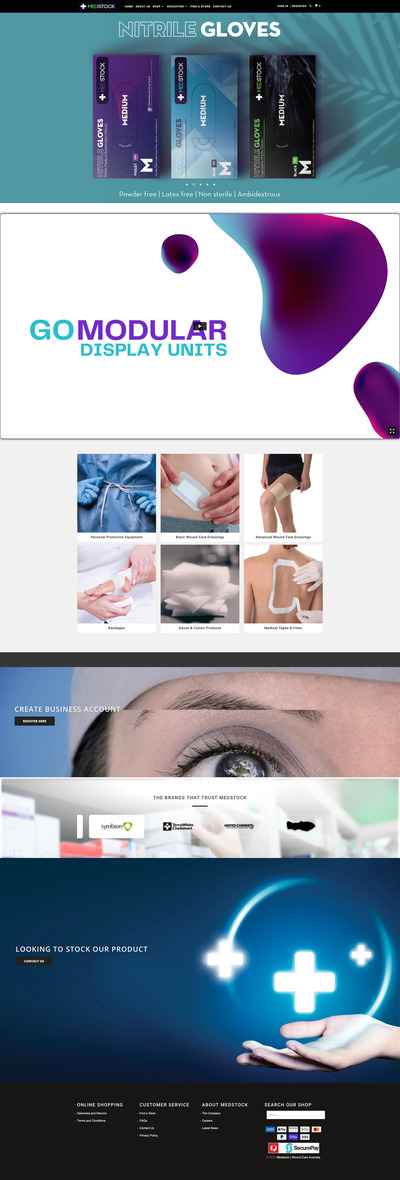 MEDSTOCK
HOME ABOUT US SHOP EDUCATION FIND A STORE CONTACT US
SIGN IN | REGISTER
NITRILE GLOVES
MEDSTOCK MEDIUM NITRILE GLOVES VIOLET M
MEDSTOCK MEDIUM GLOVES M
MEDSTOCK MEDIUM NITRILE GLOVES BLACK M
Powder free | Latex free | Non sterile | Ambidextrous
GO MODULAR
DISPLAY UNITS
Personal Protective Equipment
Basic Wound Care Dressings
Advanced Wound Care Dressings
Bandages
Gauze & Cotton Products
Medical Tapes & Films
CREATE BUSINESS ACCOUNT
REGISTER HERE
THE BRANDS THAT TRUST MEDSTOCK
symbion
TerryWhite
Chemmart
UNITED CHEMISTS
LOOKING TO STOCK OUR PRODUCT
CONTACT US
ONLINE SHOPPING
Deliveries and Returns
Terms and Conditions
CUSTOMER SERVICE
Find a Store
FAQs
Contact Us
Privacy Policy
ABOUT MEDSTOCK
The Company
Careers
Latest News
SEARCH OUR SHOP
VISA
SecurePay
Medstock | Wound Care Australia